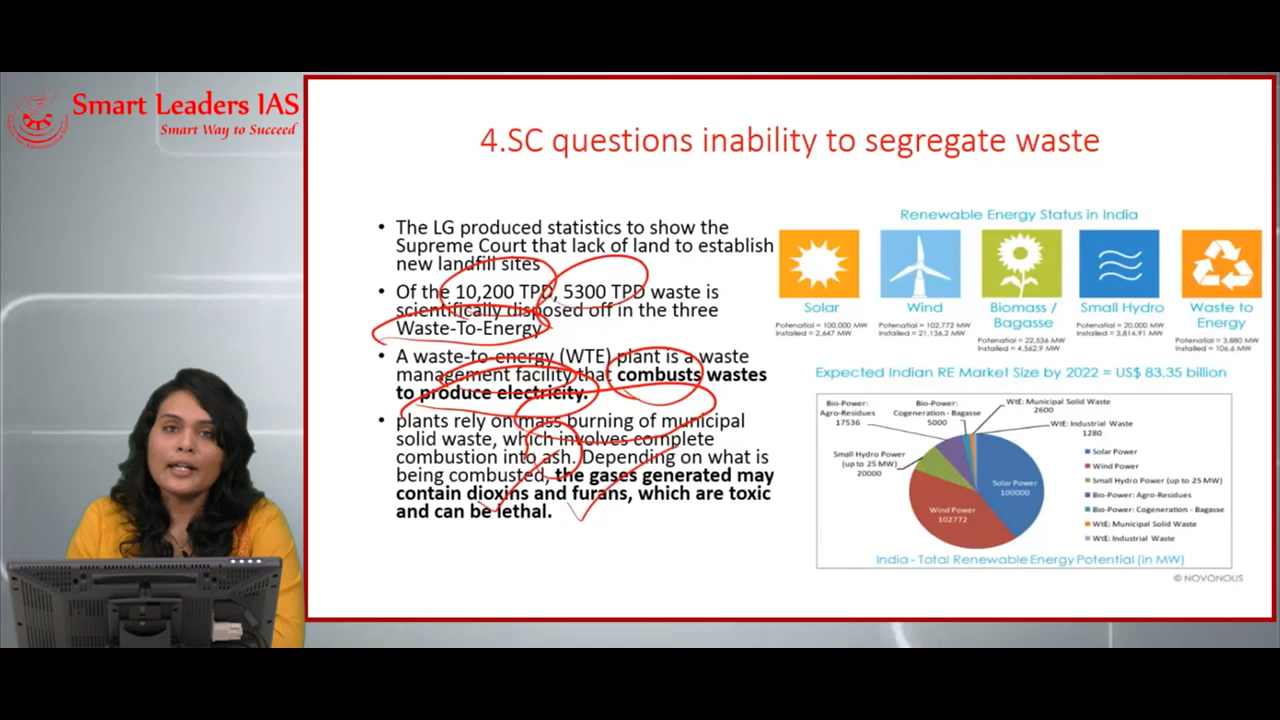 Smart Leaders IAS
Smart Way to Succeed
4.SC questions inability to segregate waste
• The LG produced statistics to show the
Supreme Court that lack of land to establish
new landfill sites
• Of the 10,200 TPD, 5300 TPD waste is
scientifically disposed off in the three
Waste-To-Energy
• A waste-to-energy (WTE) plant is a waste
management facility that combusts wastes
to produce electricity.
• plants rely on mass burning of municipal
solid waste, which involves complete
combustion into ash. Depending on what is
being combusted, the gases generated may
contain dioxins and furans, which are toxic
and can be lethal.
Renewable Energy Status in India
Solar
Potenatial = 100,000 MW
Installed = 2,647 MW
Wind
Potenatial = 102,772 MW
Installed = 21,136.2 MW
Biomass /
Bagasse
Potenatial = 22,536 MW
Installed = 4,562.9 MW
Small Hydro
Potenatial = 20,000 MW
Installed = 3,816.91 MW
Waste to
Energy
Potenatial = 3,880 MW
Installed = 106.6 MW
Expected Indian RE Market Size by 2022 = US$ 83.35 billion
Bio-Power:
Agro-Residues
17536
Bio-Power:
Cogeneration - Bagasse
5000
WtE: Municipal Solid Waste
2600
WtE: Industrial Waste
1280
Small Hydro Power
(up to 25 MW)
20000
Solar Power
100000
Wind Power
102772
Solar Power
Wind Power
Small Hydro Power (up to 25 MW)
Bio-Power: Agro-Residues
Bio-Power: Cogeneration - Bagasse
WtE: Municipal Solid Waste
WtE: Industrial Waste
India - Total Renewable Energy Potential (in MW)
© NOVONOUS